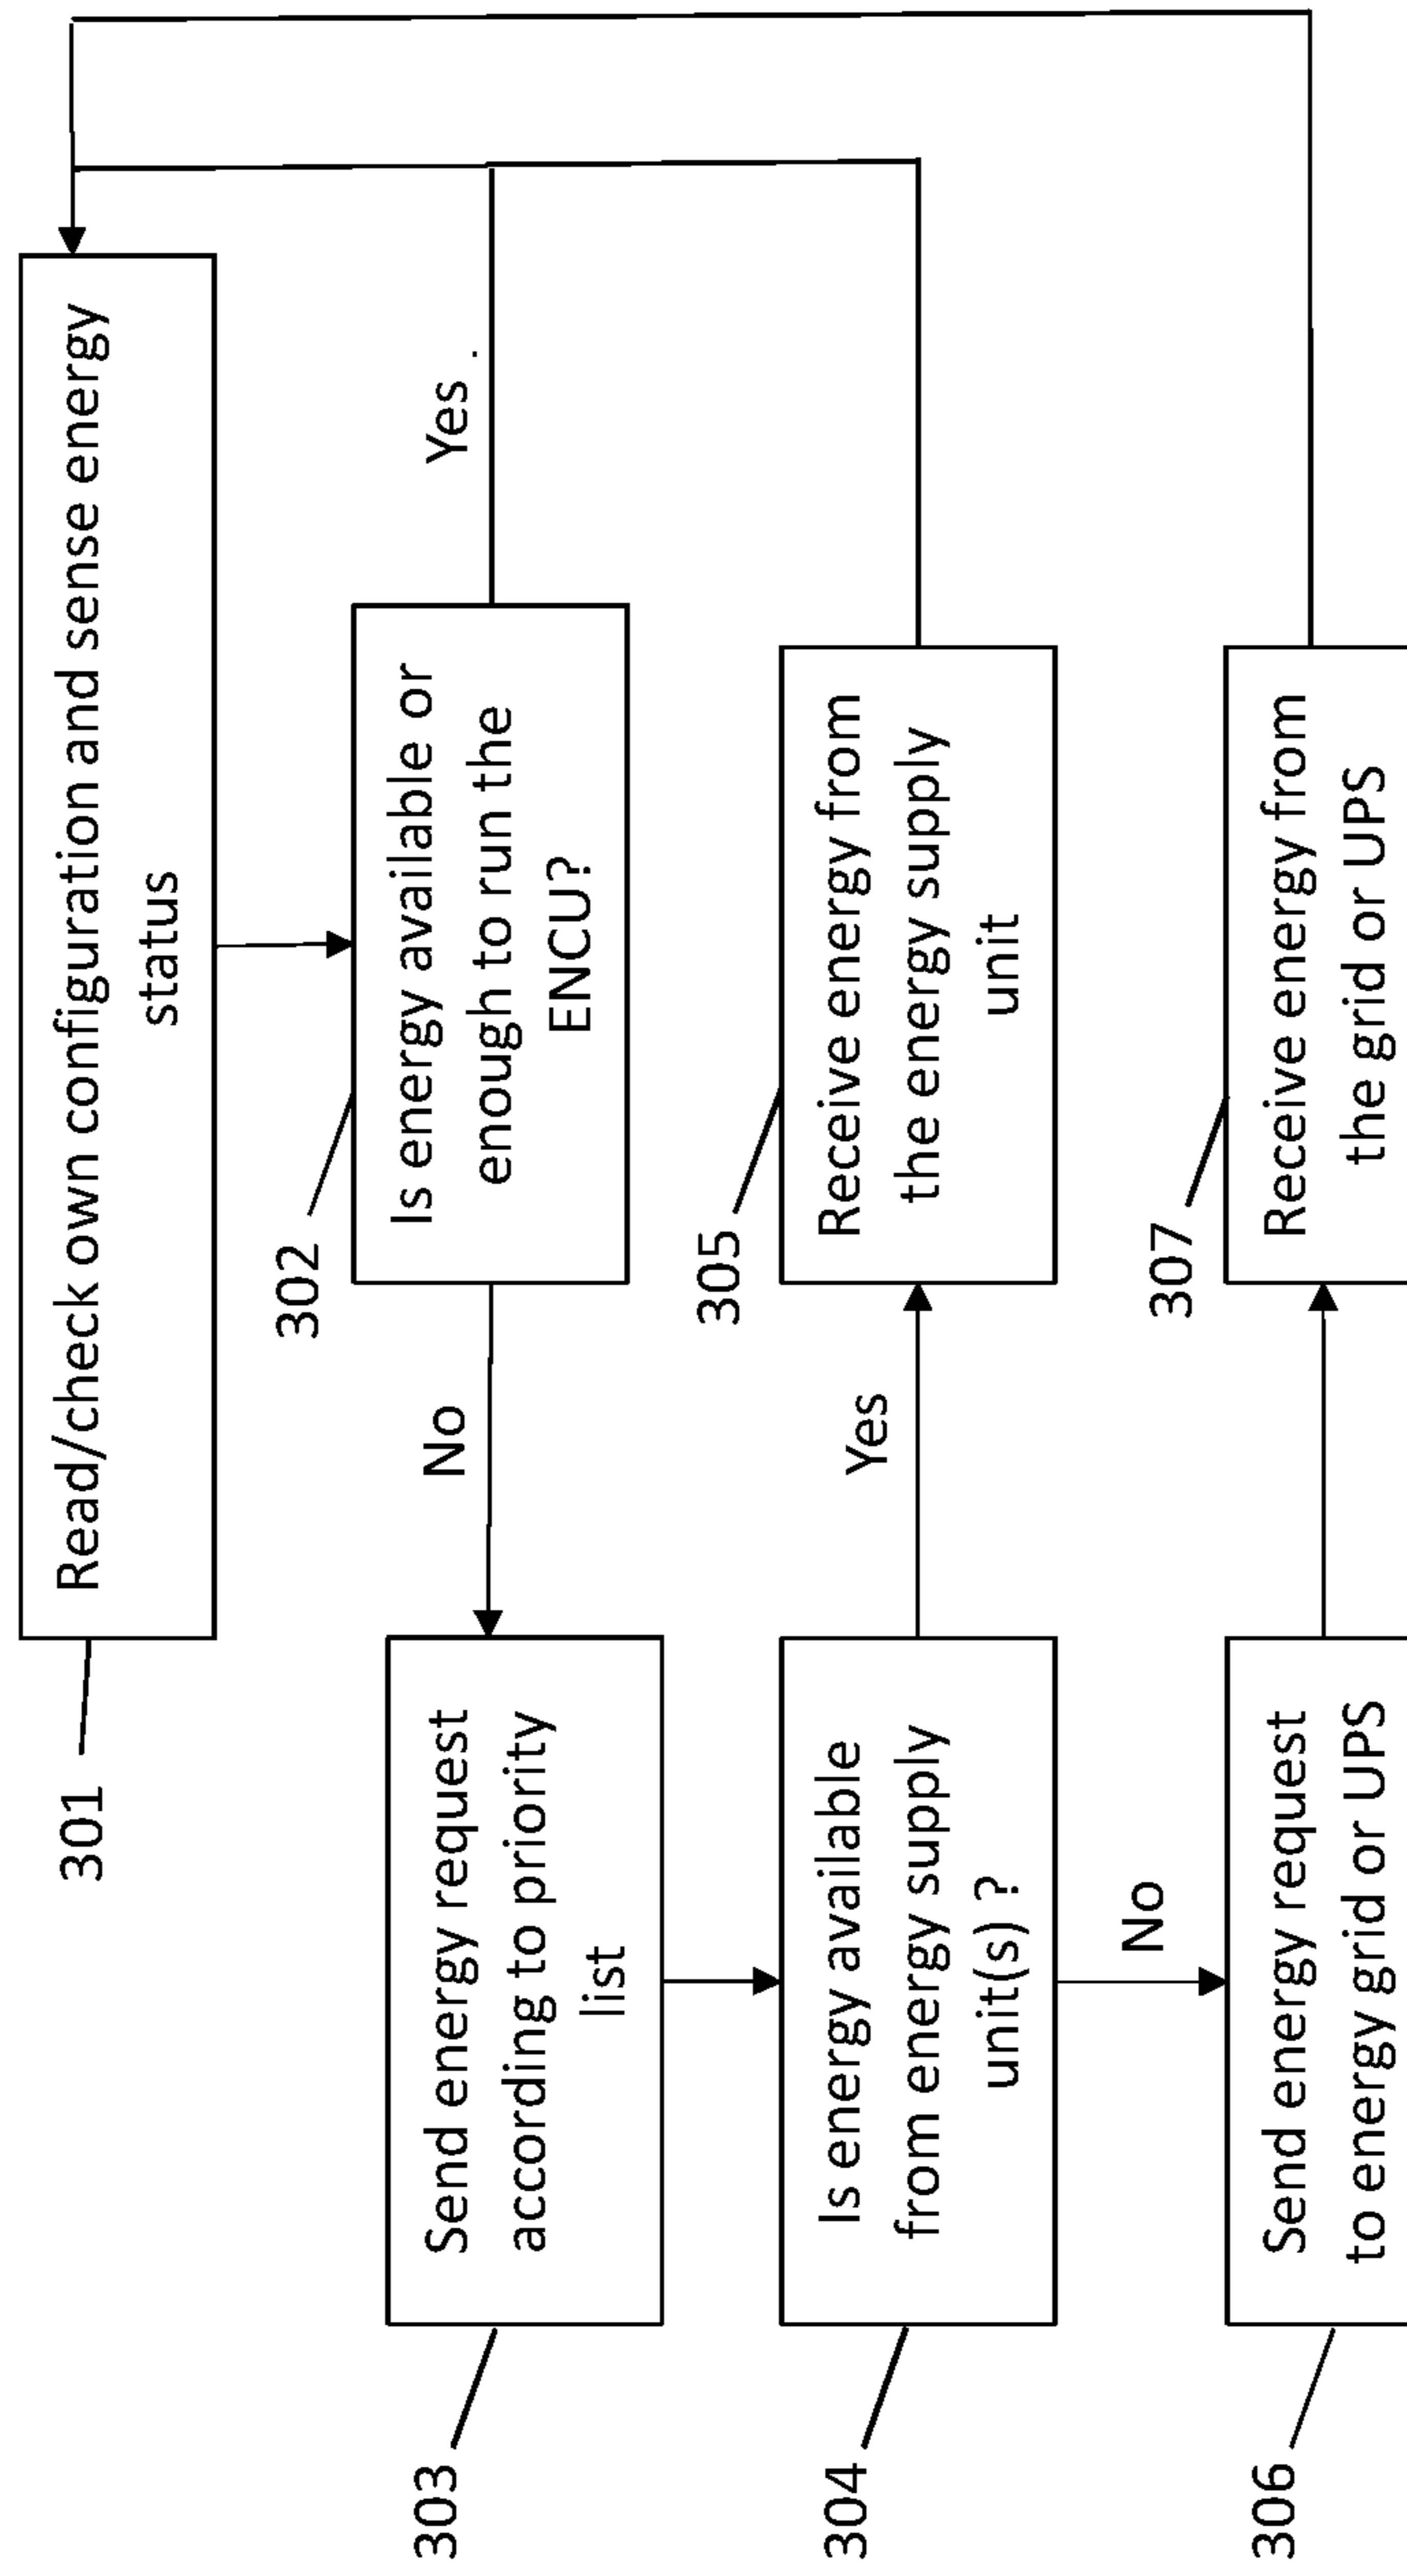 301
Read/check own configuration and sense energy
status
302
Is energy available or
enough to run the
ENCU?
Yes .
No
303
Send energy request
according to priority
list
304
Is energy available
from energy supply
unit(s) ?
Yes
305
Receive energy from
the energy supply
unit
No
306
Send energy request
to energy grid or UPS
307
Receive energy from
the grid or UPS